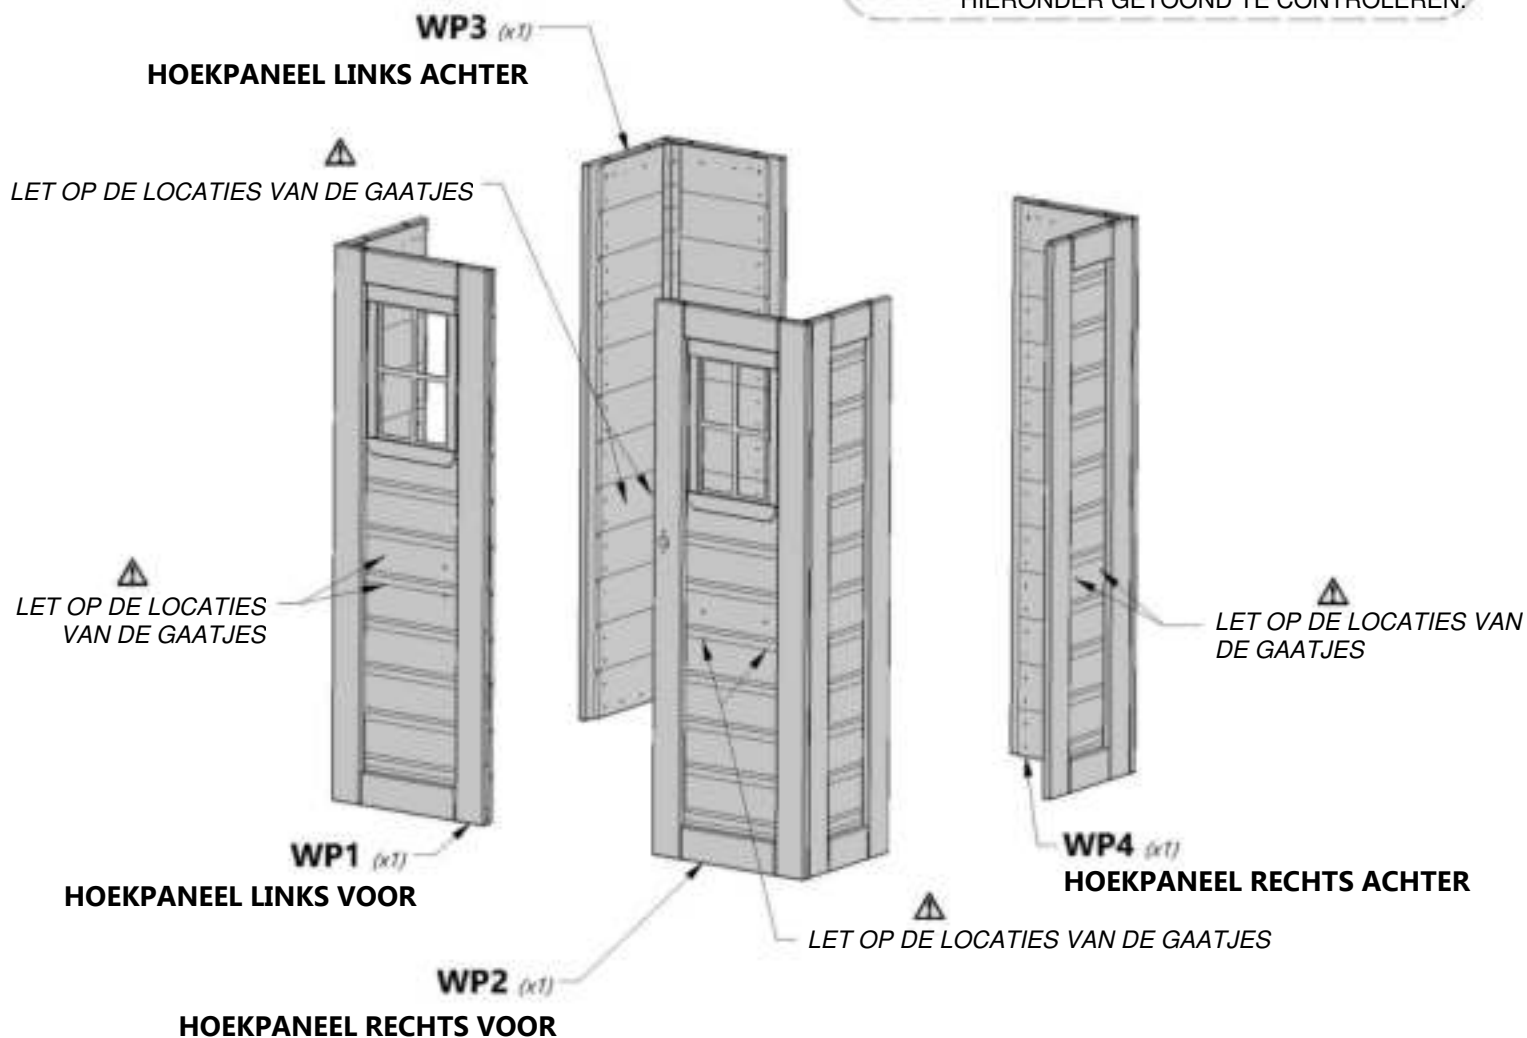 HIERONDER GETOOND TE CONTROLEREN.
WP3 (x1)
HOEKPANEEL LINKS ACHTER
LET OP DE LOCATIES VAN DE GAATJES
LET OP DE LOCATIES
VAN DE GAATJES
LET OP DE LOCATIES VAN
DE GAATJES
WP1 (x1)
HOEKPANEEL LINKS VOOR
WP4 (x1)
HOEKPANEEL RECHTS ACHTER
LET OP DE LOCATIES VAN DE GAATJES
WP2 (x1)
HOEKPANEEL RECHTS VOOR